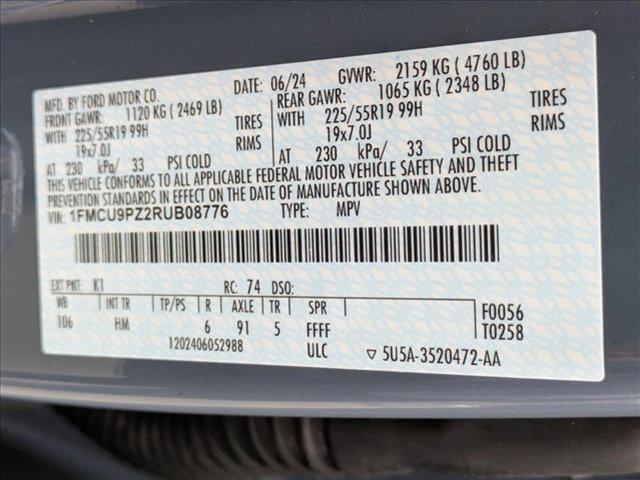 MFD. BY FORD MOTOR CO. DATE: 06/24 GVWR: 2159 KG ( 4760 LB)
FRONT GAWR: 1120 KG ( 2469 LB) REAR GAWR: 1065 KG ( 2348 LB)
WITH 225/55R19 99H TIRES WITH 225/55R19 99H TIRES
19x7.0J RIMS 19x7.0J RIMS
AT 230 kPa/ 33 PSI COLD AT 230 kPa/ 33 PSI COLD
THIS VEHICLE CONFORMS TO ALL APPLICABLE FEDERAL MOTOR VEHICLE SAFETY AND THEFT
PREVENTION STANDARDS IN EFFECT ON THE DATE OF MANUFACTURE SHOWN ABOVE.
VIN: 1FMCU9PZ2RUB08776 TYPE: MPV
EXT PNT: K1 RC: 74 DSO:
WB INT TR TP/PS R AXLE TR SPR F0056
106 HM 6 91 5 FFFF T0258
1202406052988 ULC ▽ 5U5A-3520472-AA